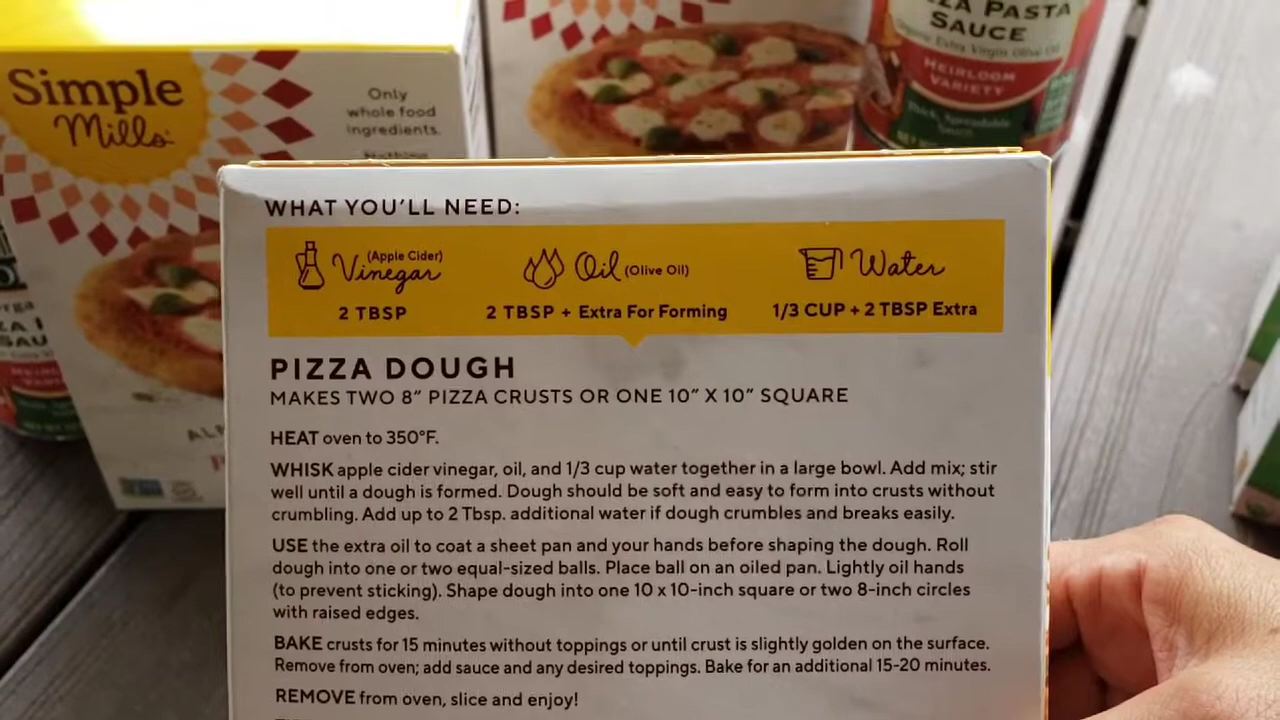 Simple
Mills
Only
whole food
ingredients.
Nothing
PASTA
SAUCE
Organic Extra Virgin Olive Oil
HEIRLOOM
VARIETY
Thick, Spreadable
Sauce
WHAT YOU'LL NEED:
(Apple Cider)
Vinegar
2 TBSP
Oil (Olive Oil)
2 TBSP + Extra For Forming
Water
1/3 CUP + 2 TBSP Extra
PIZZA DOUGH
MAKES TWO 8” PIZZA CRUSTS OR ONE 10” X 10” SQUARE
HEAT oven to 350°F.
WHISK apple cider vinegar, oil, and 1/3 cup water together in a large bowl. Add mix; stir
well until a dough is formed. Dough should be soft and easy to form into crusts without
crumbling. Add up to 2 Tbsp. additional water if dough crumbles and breaks easily.
USE the extra oil to coat a sheet pan and your hands before shaping the dough. Roll
dough into one or two equal-sized balls. Place ball on an oiled pan. Lightly oil hands
(to prevent sticking). Shape dough into one 10 x 10-inch square or two 8-inch circles
with raised edges.
BAKE crusts for 15 minutes without toppings or until crust is slightly golden on the surface.
Remove from oven; add sauce and any desired toppings. Bake for an additional 15-20 minutes.
REMOVE from oven, slice and enjoy!